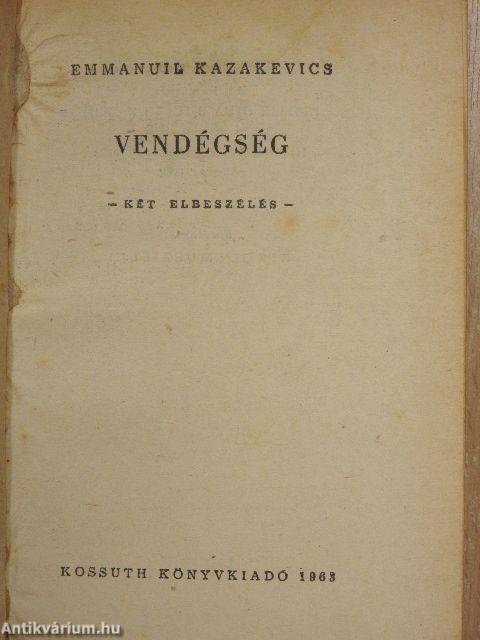 EMMANUIL KAZAKEVICS
VENDÉGSÉG
- KÉT ELBESZÉLÉS -
KOSSUTH KÖNYVKIADÓ 1963
Antikvárium.hu